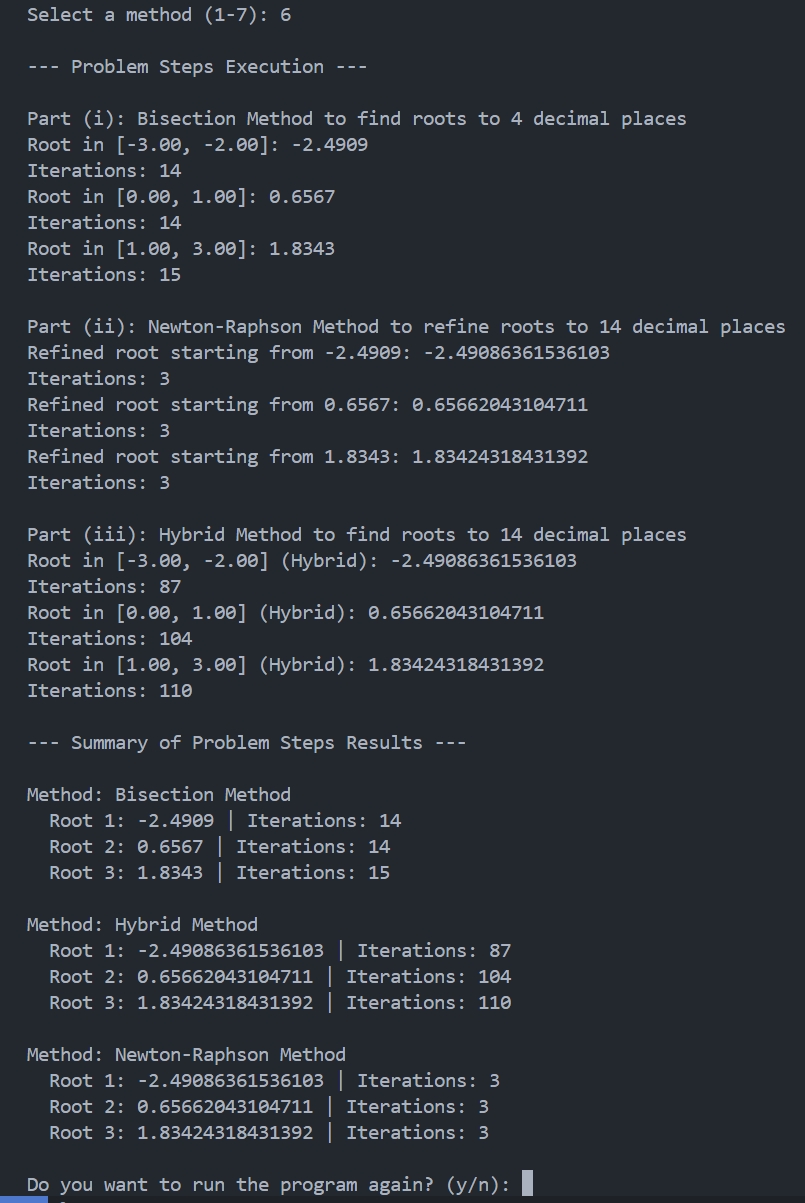 Select a method (1-7): 6
--- Problem Steps Execution ---
Part (i): Bisection Method to find roots to 4 decimal places
Root in [-3.00, -2.00]: -2.4909
Iterations: 14
Root in [0.00, 1.00]: 0.6567
Iterations: 14
Root in [1.00, 3.00]: 1.8343
Iterations: 15
Part (ii): Newton-Raphson Method to refine roots to 14 decimal places
Refined root starting from -2.4909: -2.49086361536103
Iterations: 3
Refined root starting from 0.6567: 0.65662043104711
Iterations: 3
Refined root starting from 1.8343: 1.83424318431392
Iterations: 3
Part (iii): Hybrid Method to find roots to 14 decimal places
Root in [-3.00, -2.00] (Hybrid): -2.49086361536103
Iterations: 87
Root in [0.00, 1.00] (Hybrid): 0.65662043104711
Iterations: 104
Root in [1.00, 3.00] (Hybrid): 1.83424318431392
Iterations: 110
--- Summary of Problem Steps Results ---
Method: Bisection Method
Root 1: -2.4909 | Iterations: 14
Root 2: 0.6567 | Iterations: 14
Root 3: 1.8343 | Iterations: 15
Method: Hybrid Method
Root 1: -2.49086361536103 | Iterations: 87
Root 2: 0.65662043104711 | Iterations: 104
Root 3: 1.83424318431392 | Iterations: 110
Method: Newton-Raphson Method
Root 1: -2.49086361536103 | Iterations: 3
Root 2: 0.65662043104711 | Iterations: 3
Root 3: 1.83424318431392 | Iterations: 3
Do you want to run the program again? (y/n):